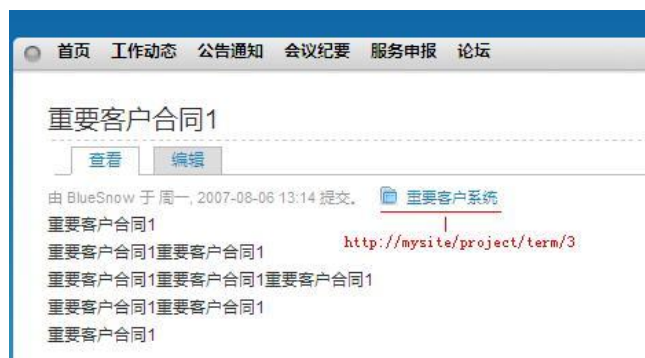 首页 工作动态 公告通知 会议纪要 服务申报 论坛
重要客户合同1
查看 编辑
由 BlueSnow 于 周一, 2007-08-06 13:14 提交。 重要客户系统
重要客户合同1
http://mysite/project/term/3
重要客户合同1重要客户合同1
重要客户合同1重要客户合同1重要客户合同1
重要客户合同1重要客户合同1
重要客户合同1